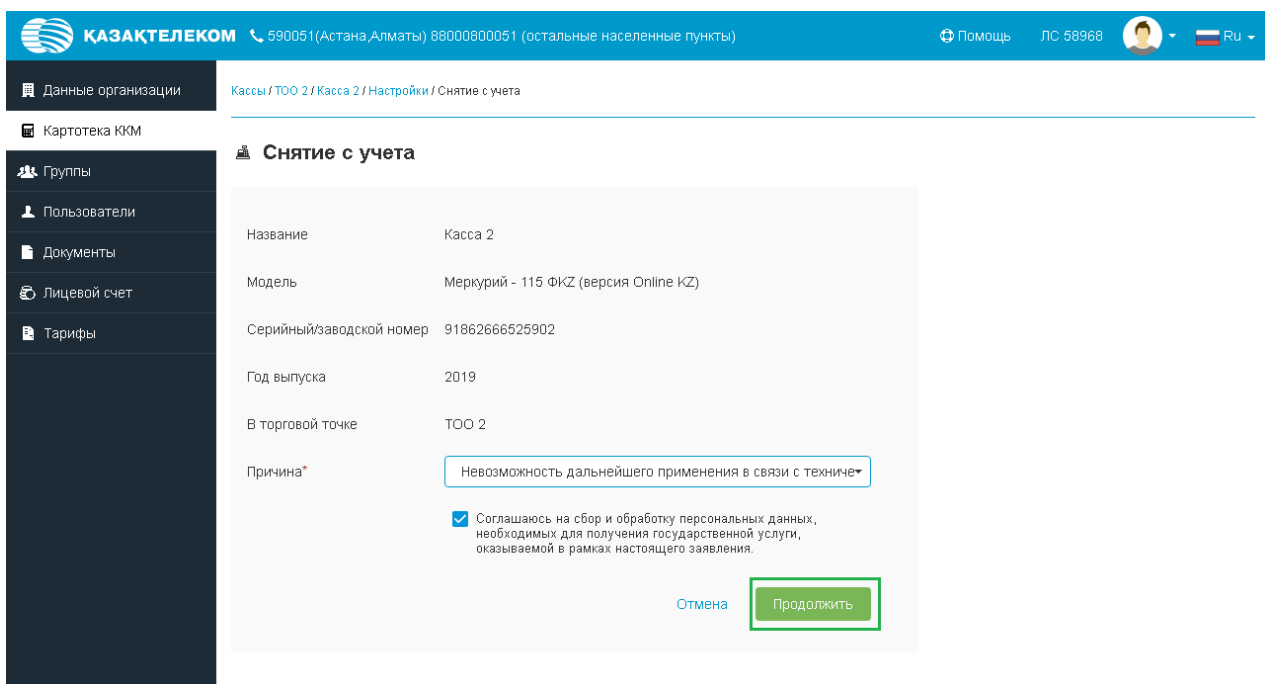 ҚАЗАҚТЕЛЕКОМ 590051(Астана,Алматы) 88000800051 (остальные населенные пункты) Помощь ЛС 58968 Ru
Данные организации
Картотека ККМ
Группы
Пользователи
Документы
Лицевой счет
Тарифы
Кассы / ТОО 2 / Касса 2 / Настройки / Снятие с учета
Снятие с учета
Название Касса 2
Модель Меркурий - 115 ФKZ (версия Online KZ)
Серийный/заводской номер 91862666525902
Год выпуска 2019
В торговой точке ТОО 2
Причина* Невозможность дальнейшего применения в связи с техниче
Соглашаюсь на сбор и обработку персональных данных,
необходимых для получения государственной услуги,
оказываемой в рамках настоящего заявления.
Отмена Продолжить